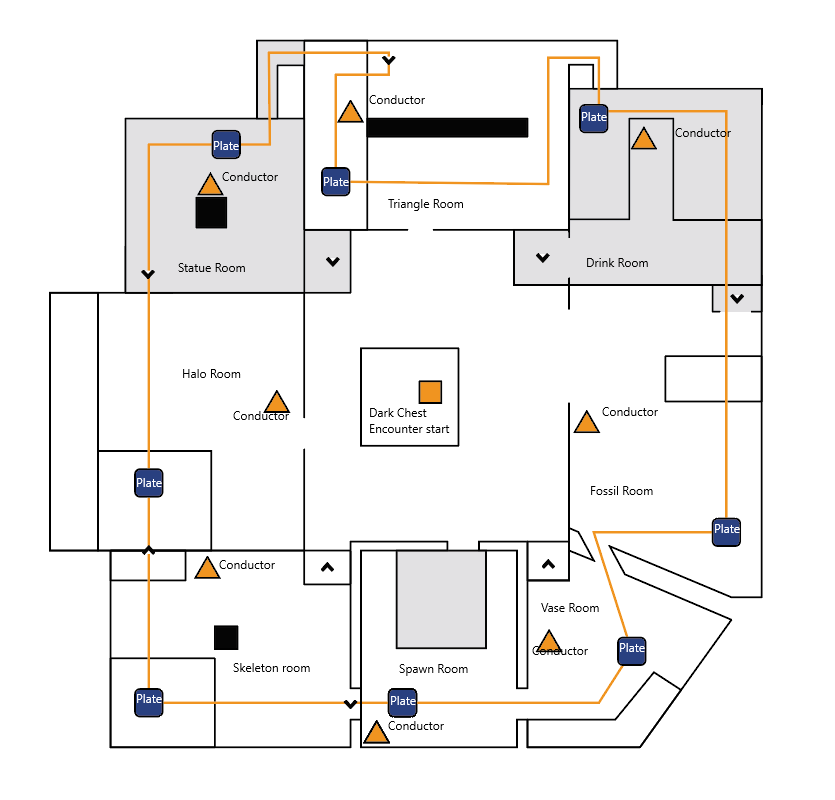 Conductor
Plate
Conductor
Plate
Conductor
Plate
Triangle Room
Drink Room
Statue Room
Halo Room
Conductor
Dark Chest
Encounter start
Conductor
Plate
Fossil Room
Plate
Conductor
Vase Room
Conductor
Plate
Skeleton room
Spawn Room
Plate
Plate
Conductor